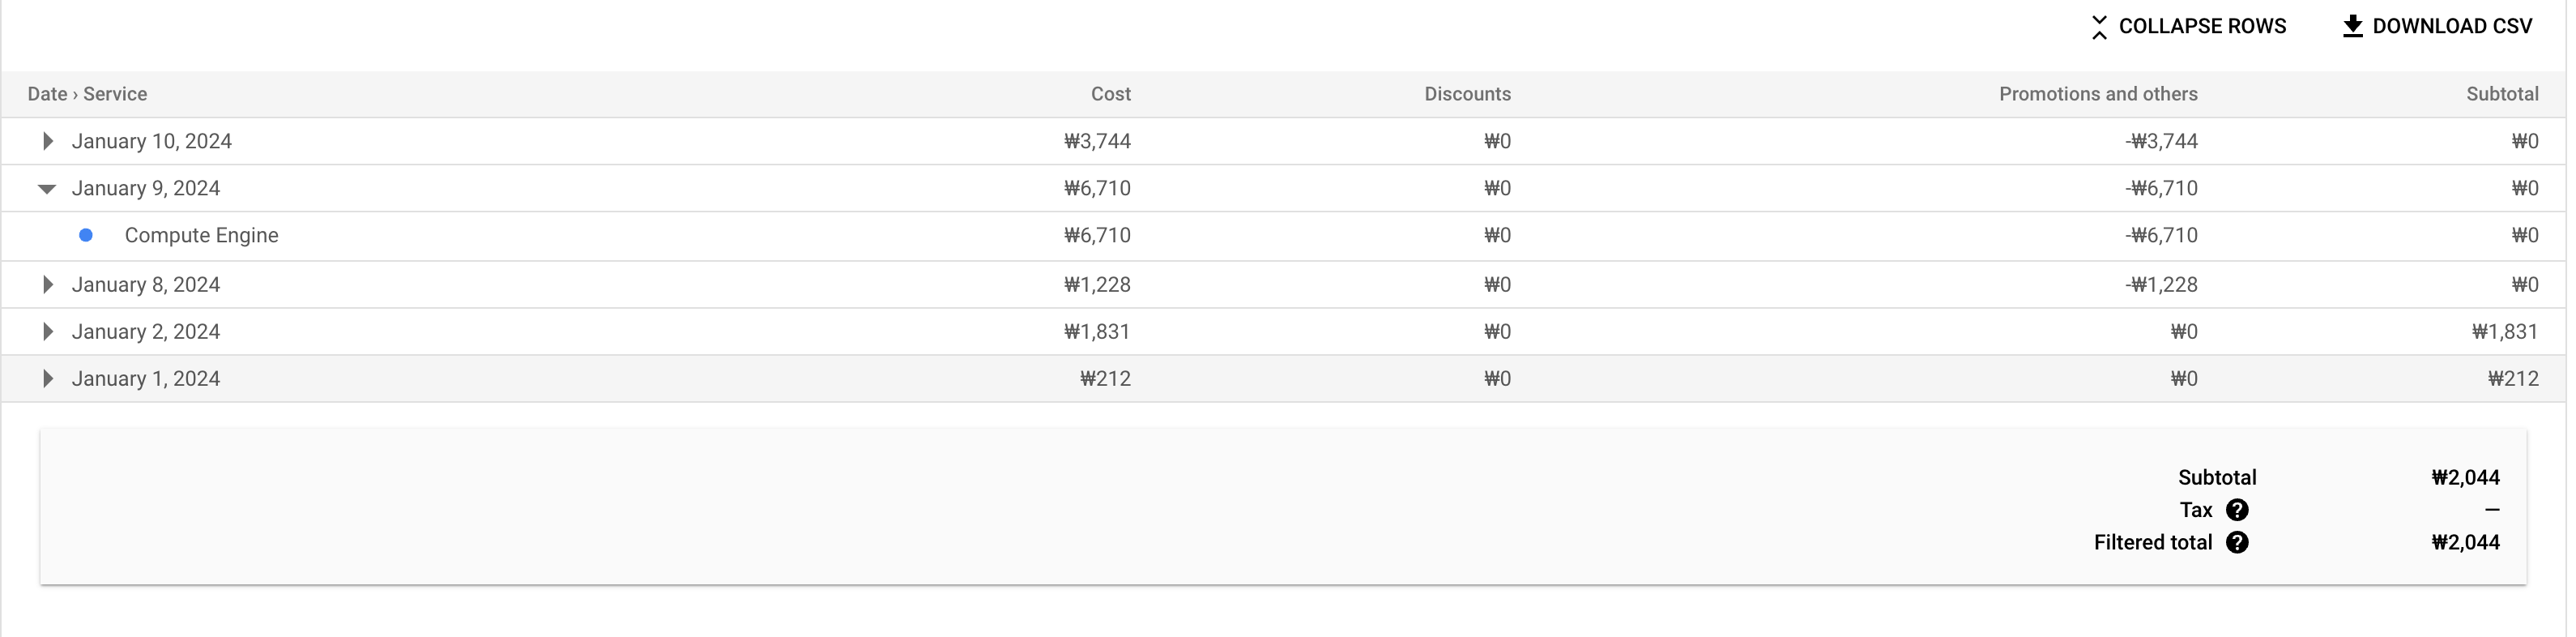 COLLAPSE ROWS DOWNLOAD CSV
Date › Service Cost Discounts Promotions and others Subtotal
January 10, 2024 ₩3,744 ₩0 -₩3,744 ₩0
January 9, 2024 ₩6,710 ₩0 -₩6,710 ₩0
Compute Engine ₩6,710 ₩0 -₩6,710 ₩0
January 8, 2024 ₩1,228 ₩0 -₩1,228 ₩0
January 2, 2024 ₩1,831 ₩0 ₩0 ₩1,831
January 1, 2024 ₩212 ₩0 ₩0 ₩212
Subtotal ₩2,044
Tax ? —
Filtered total ? ₩2,044